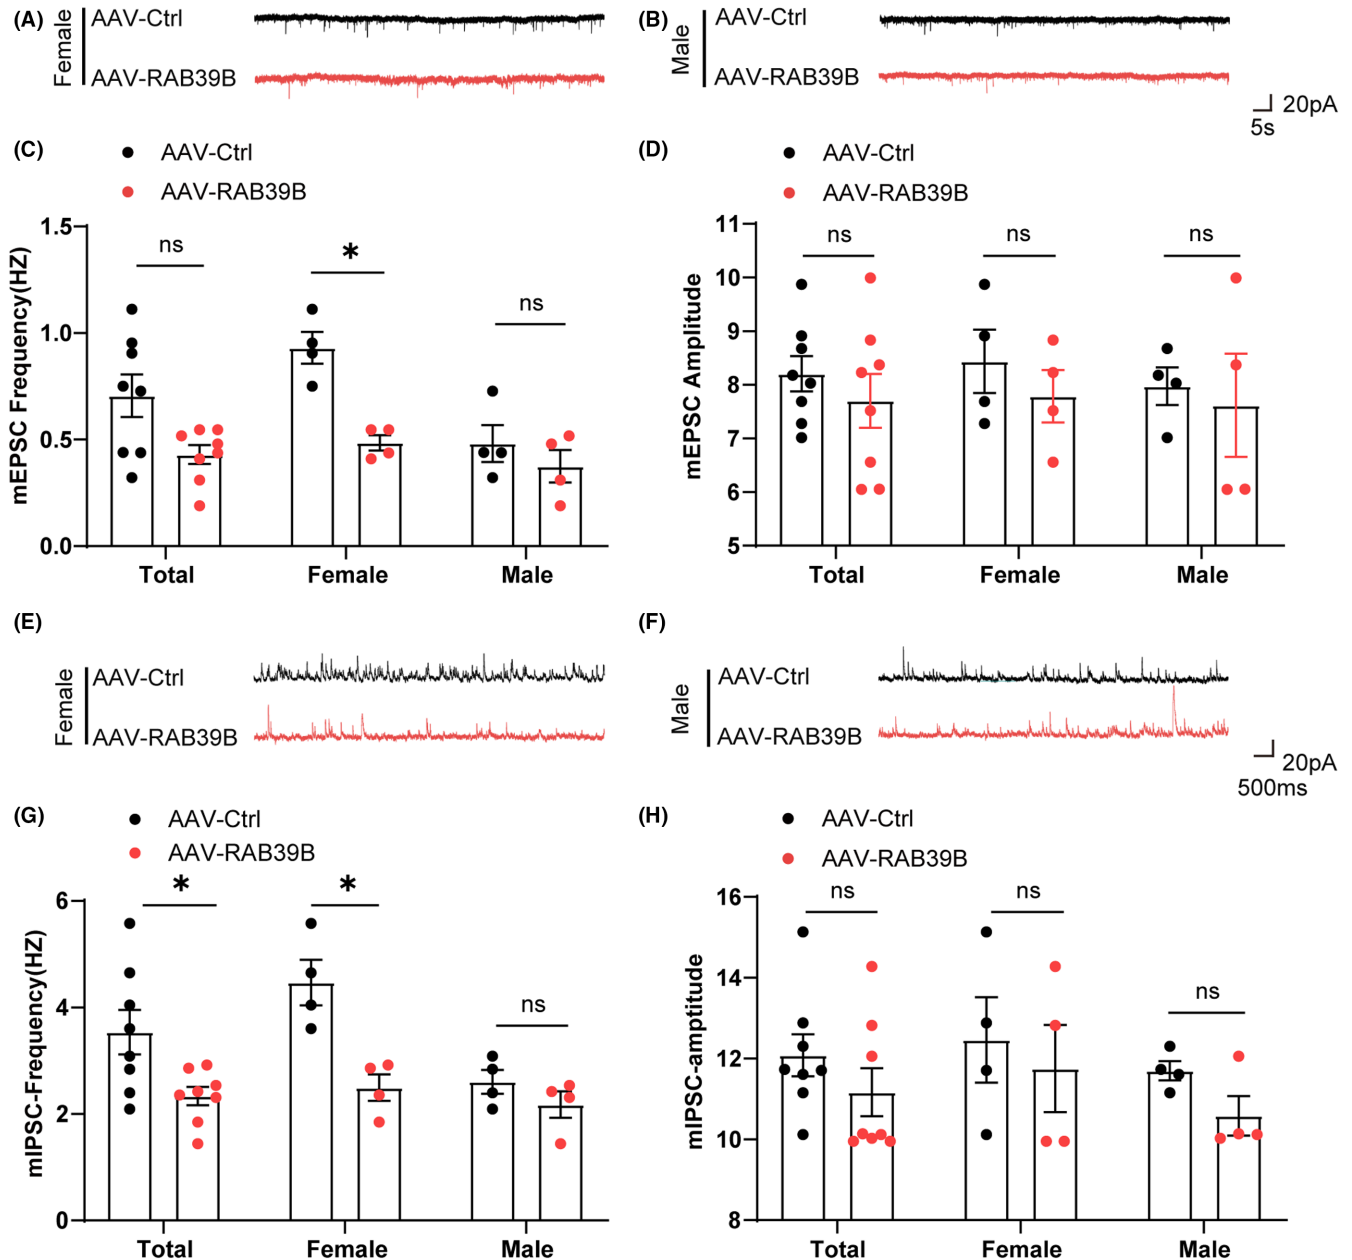 (A)
Female
AAV-Ctrl
AAV-RAB39B
(B)
Male
AAV-Ctrl
AAV-RAB39B
20pA
5s
(C)
AAV-Ctrl
AAV-RAB39B
mEPSC Frequency(HZ)
1.5
1.0
0.5
0.0
ns
*
ns
Total
Female
Male
(D)
AAV-Ctrl
AAV-RAB39B
mEPSC Amplitude
11
10
9
8
7
6
5
ns
ns
ns
Total
Female
Male
(E)
Female
AAV-Ctrl
AAV-RAB39B
(F)
Male
AAV-Ctrl
AAV-RAB39B
20pA
500ms
(G)
AAV-Ctrl
AAV-RAB39B
mIPSC-Frequency(HZ)
6
4
2
0
*
*
ns
Total
Female
Male
(H)
AAV-Ctrl
AAV-RAB39B
mIPSC-amptitude
16
14
12
10
8
ns
ns
ns
Total
Female
Male